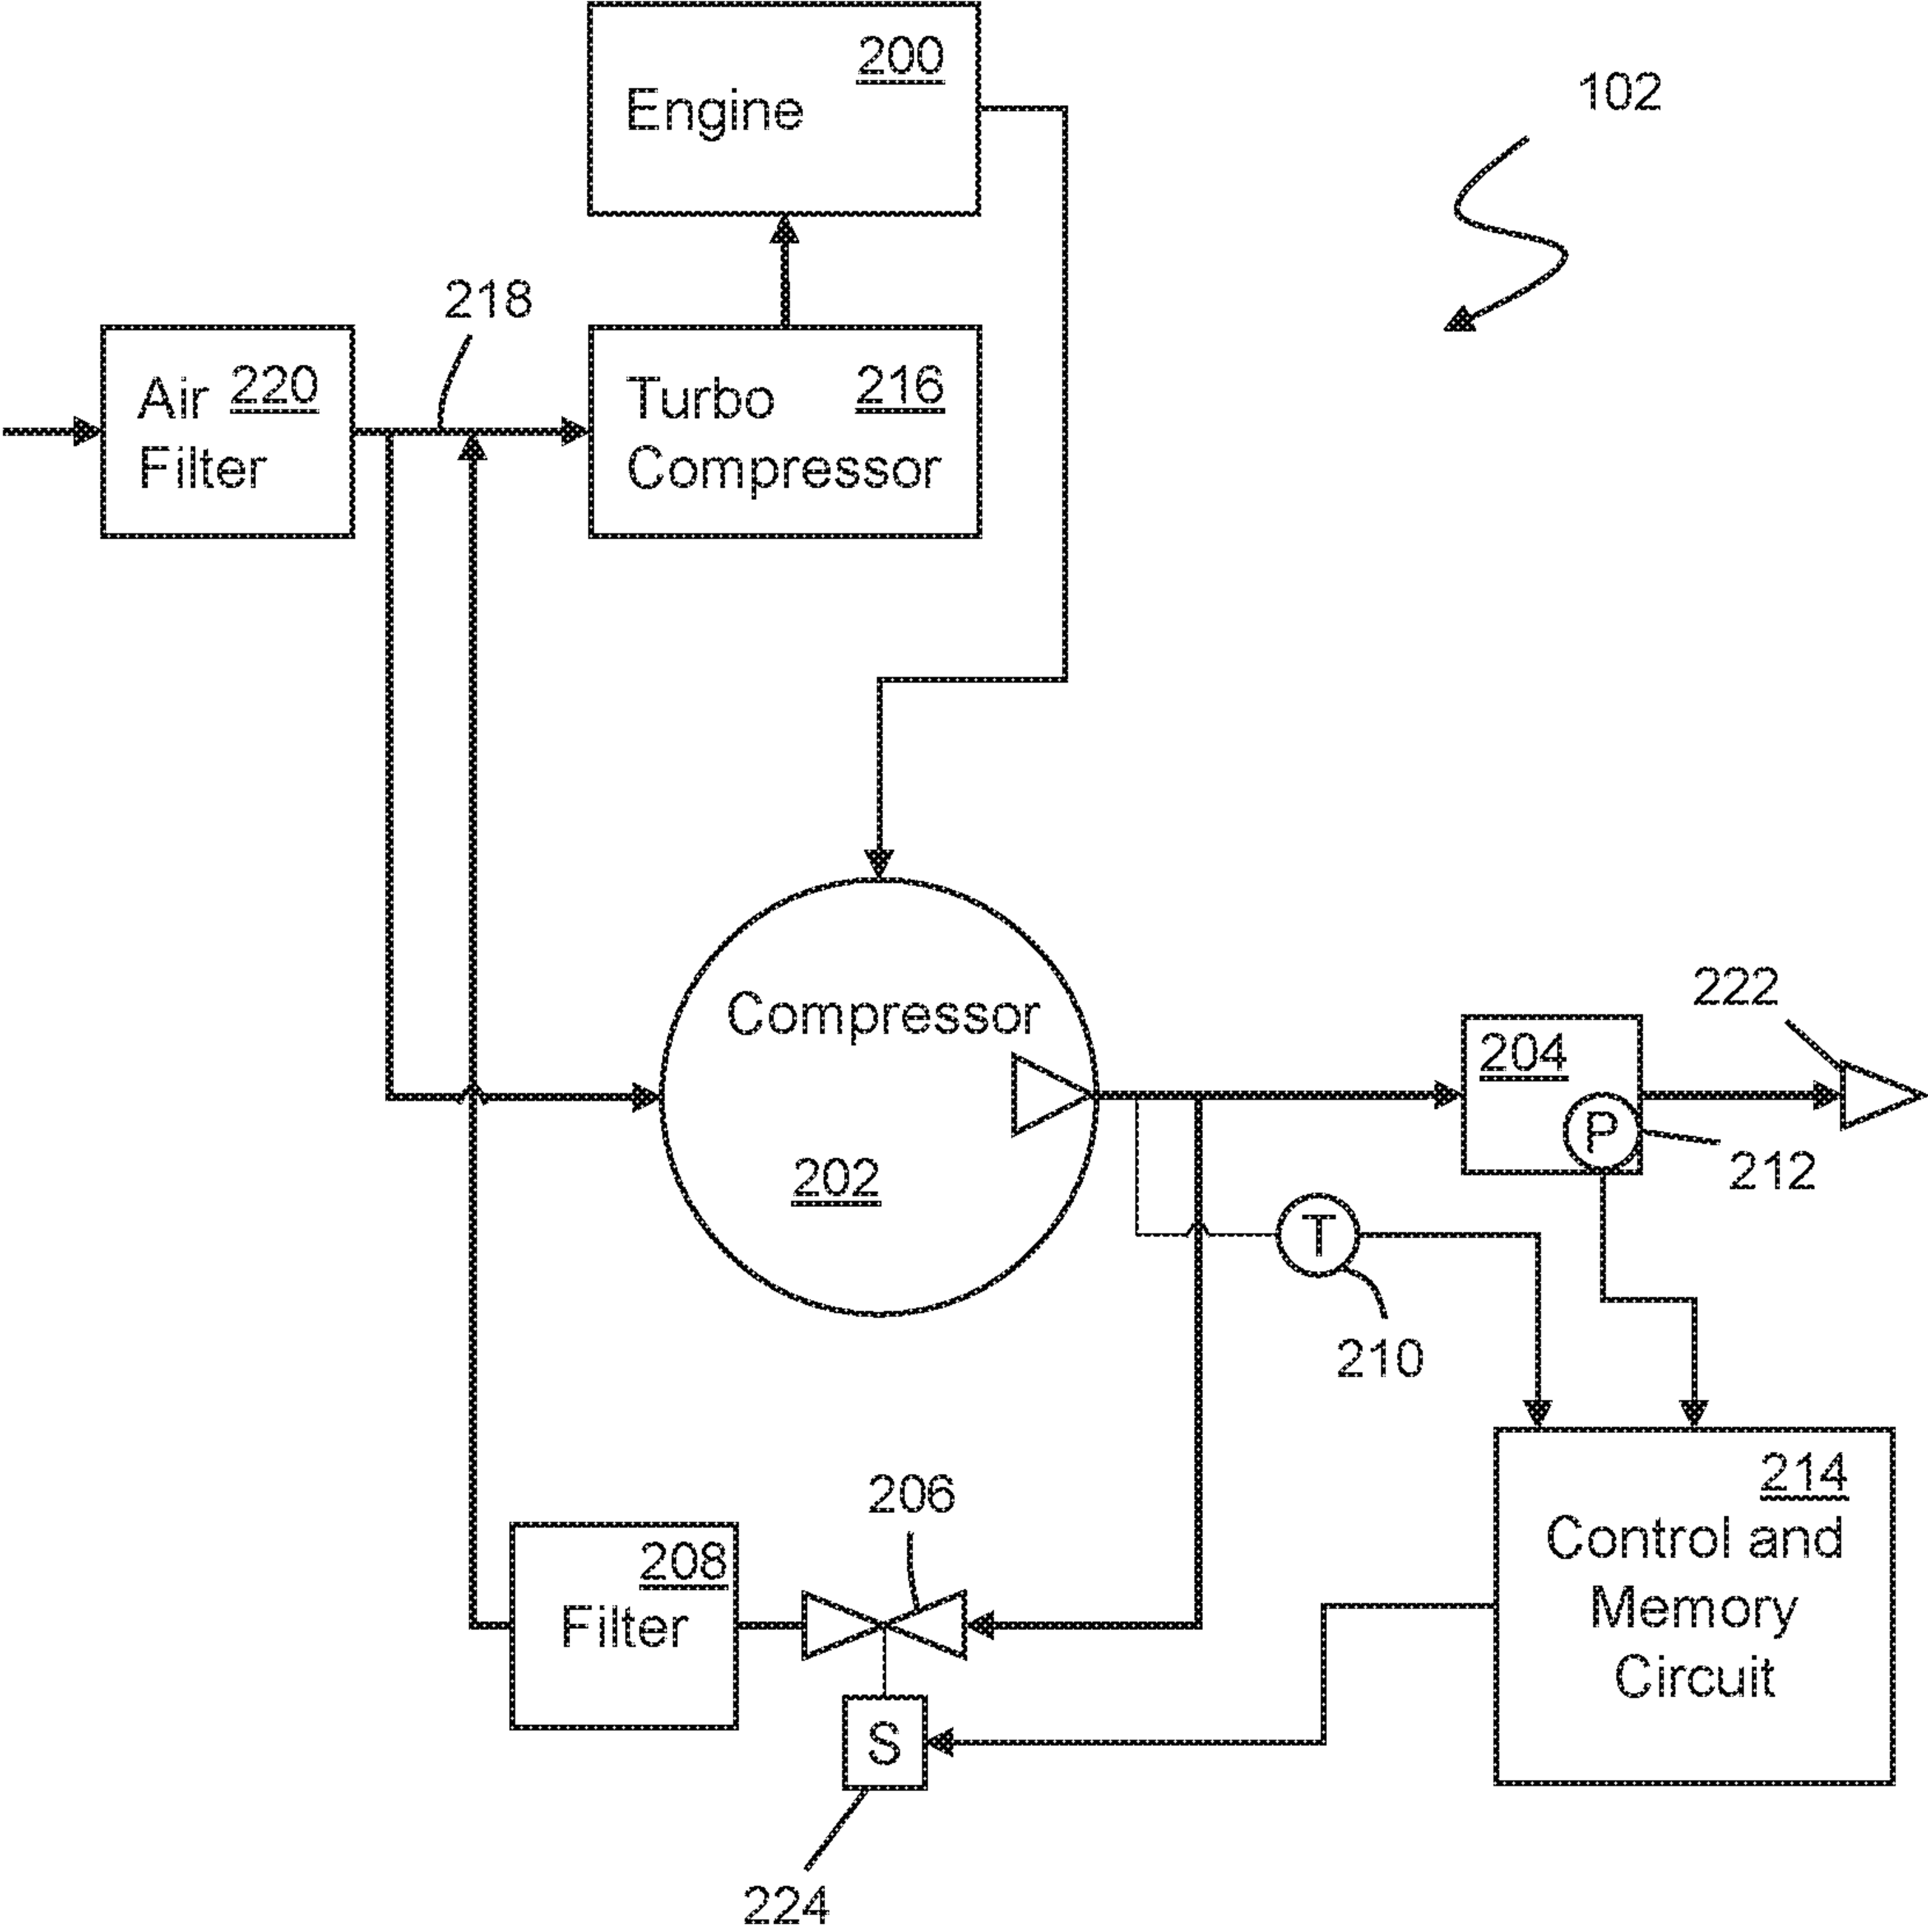 200
Engine
102
218
Air 220
Filter
Turbo 216
Compressor
Compressor
202
222
204
P
212
T
210
206
208
Filter
214
Control and
Memory
Circuit
S
224